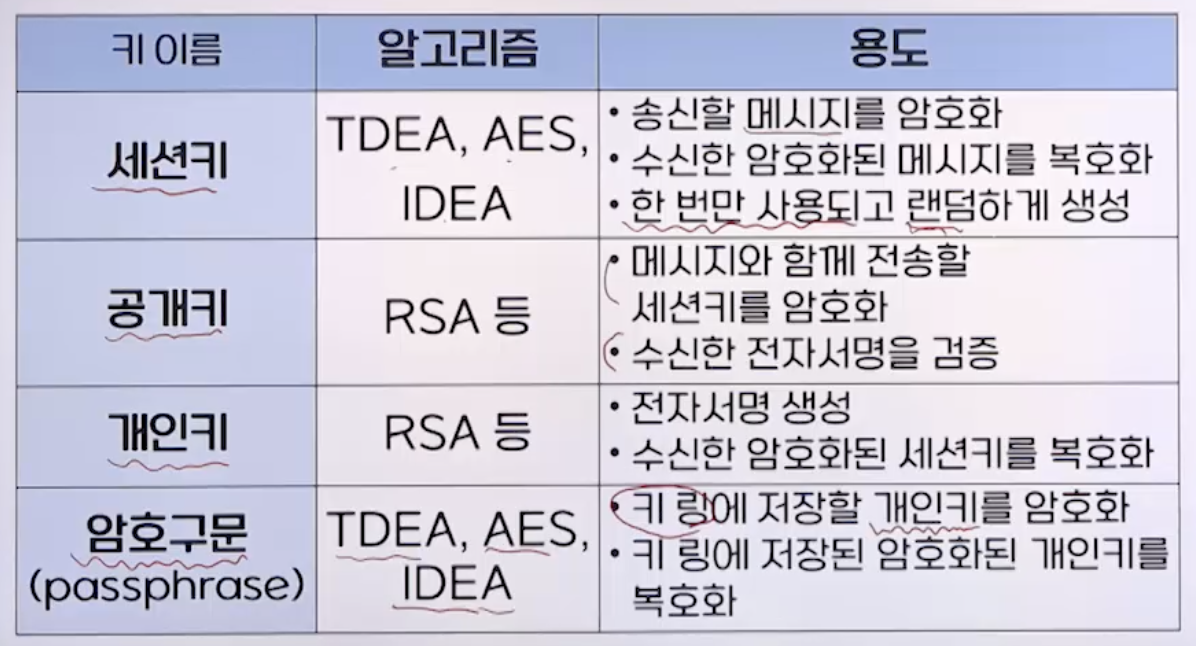 키 이름
알고리즘
용도
세션키
TDEA, AES,
IDEA
• 송신할 메시지를 암호화
• 수신한 암호화된 메시지를 복호화
• 한 번만 사용되고 랜덤하게 생성
공개키
RSA 등
• 메시지와 함께 전송할
세션키를 암호화
• 수신한 전자서명을 검증
개인키
RSA 등
• 전자서명 생성
• 수신한 암호화된 세션키를 복호화
암호구문
(passphrase)
TDEA, AES,
IDEA
• 키 링에 저장할 개인키를 암호화
• 키 링에 저장된 암호화된 개인키를
복호화